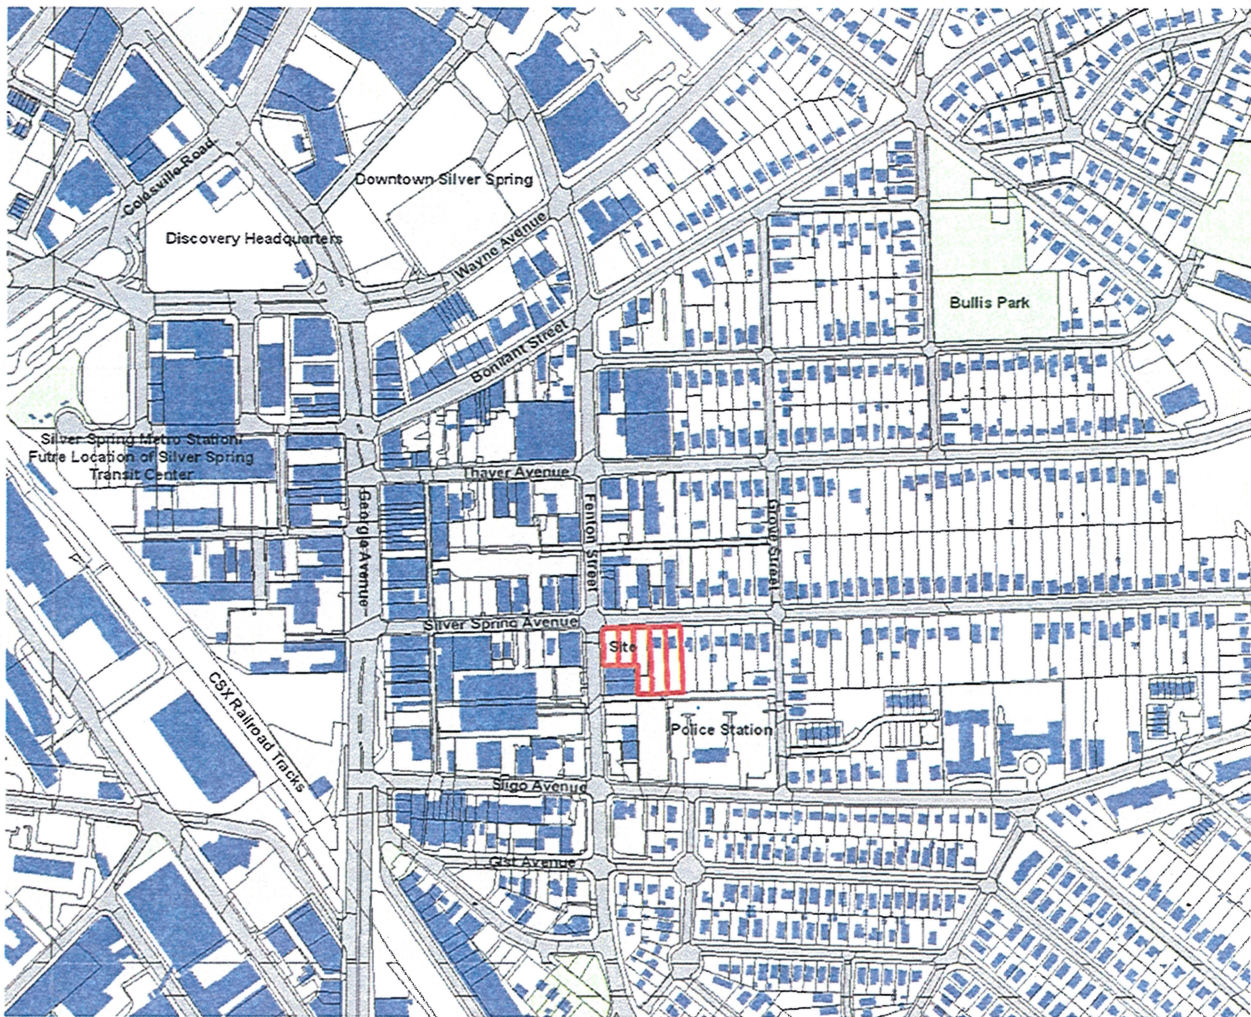 Colesville Road
Downtown Silver Spring
Discovery Headquarters
Wayne Avenue
Bullis Park
Bonifant Street
Silver Spring Metro Station/
Futre Location of Silver Spring
Transit Center
Thayer Avenue
Georgia Avenue
Fenton Street
Grove Street
Silver Spring Avenue
Site
CSX Railroad Tracks
Police Station
Sligo Avenue
Gist Avenue